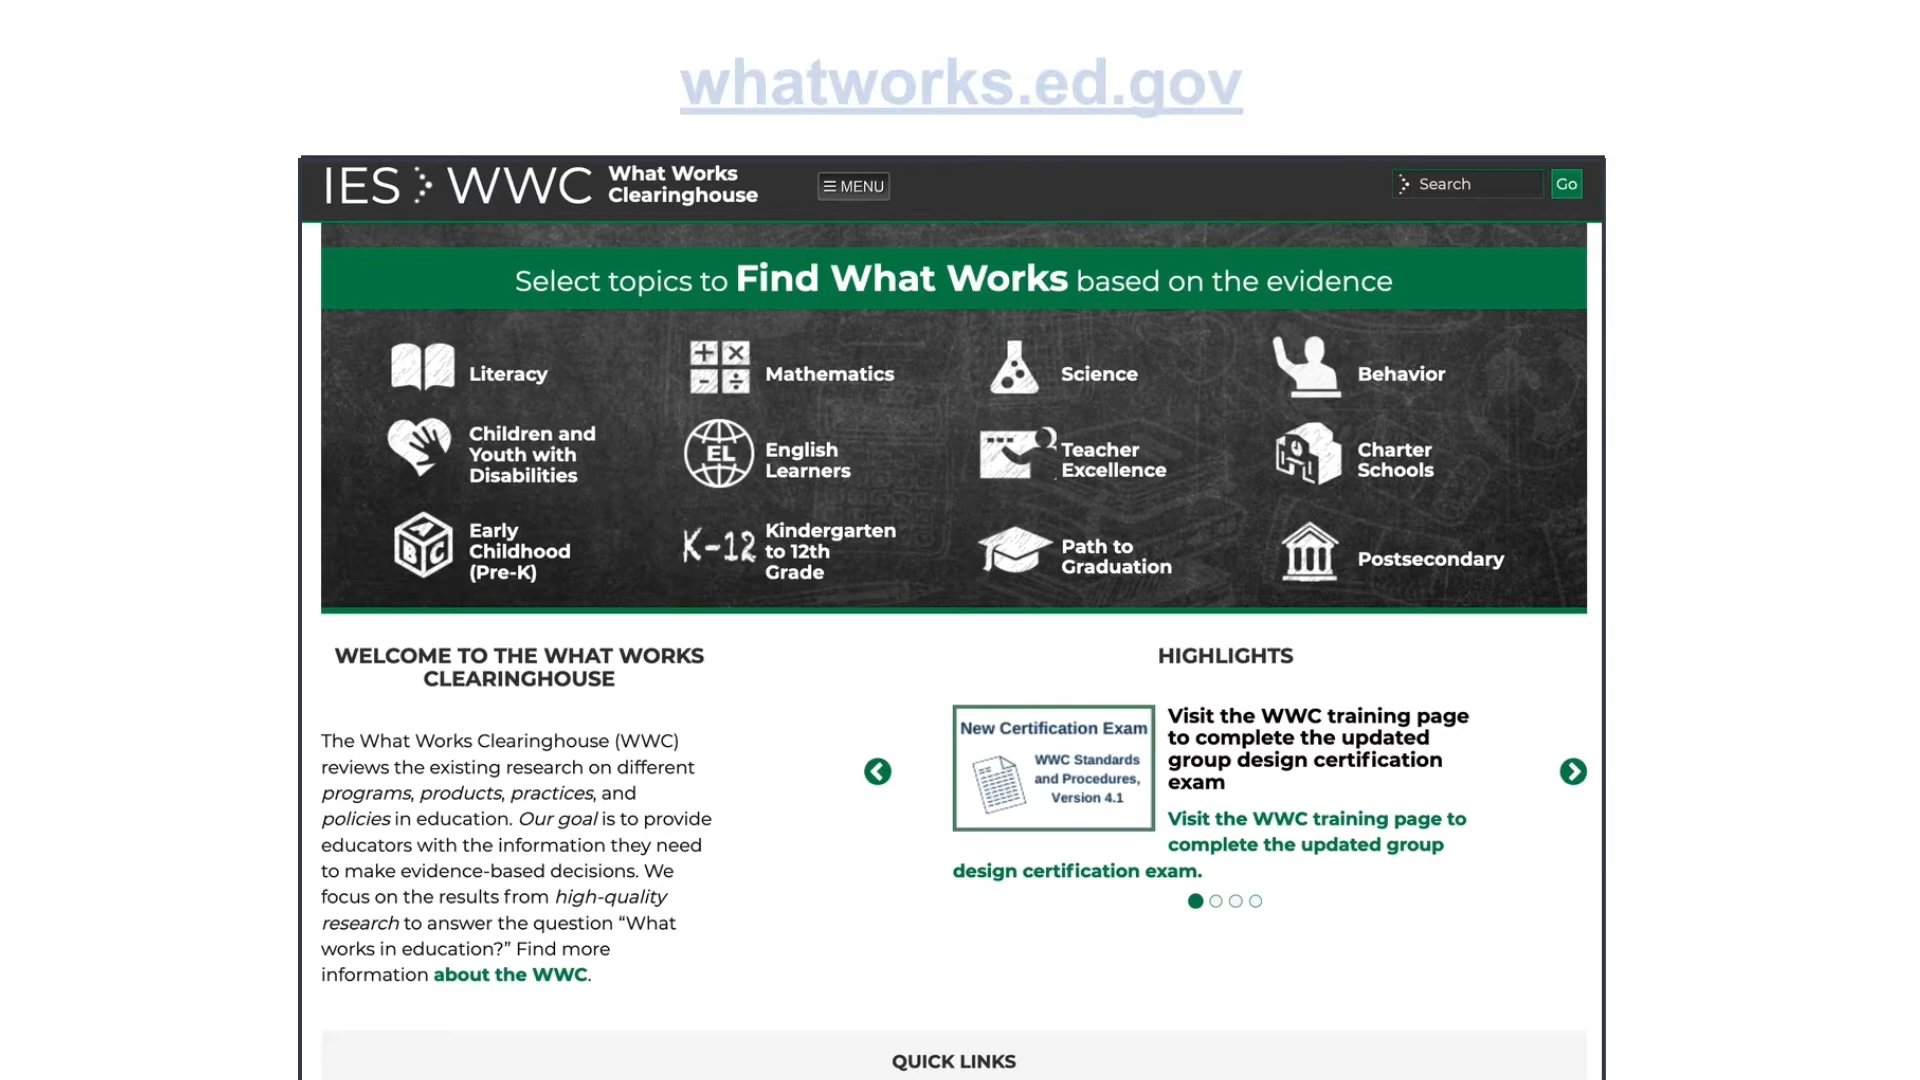 whatworks.ed.gov
IES WWC What Works
Clearinghouse
☰ MENU
Search
Go
Select topics to Find What Works based on the evidence
Literacy
Mathematics
Science
Behavior
Children and
Youth with
Disabilities
EL
English
Learners
Teacher
Excellence
Charter
Schools
A B C
Early
Childhood
(Pre-K)
K-12
Kindergarten
to 12th
Grade
Path to
Graduation
Postsecondary
WELCOME TO THE WHAT WORKS
CLEARINGHOUSE
The What Works Clearinghouse (WWC)
reviews the existing research on different
programs, products, practices, and
policies in education. Our goal is to provide
educators with the information they need
to make evidence-based decisions. We
focus on the results from high-quality
research to answer the question “What
works in education?” Find more
information about the WWC.
HIGHLIGHTS
New Certification Exam
WWC Standards
and Procedures,
Version 4.1
Visit the WWC training page
to complete the updated
group design certification
exam
Visit the WWC training page to
complete the updated group
design certification exam.
QUICK LINKS